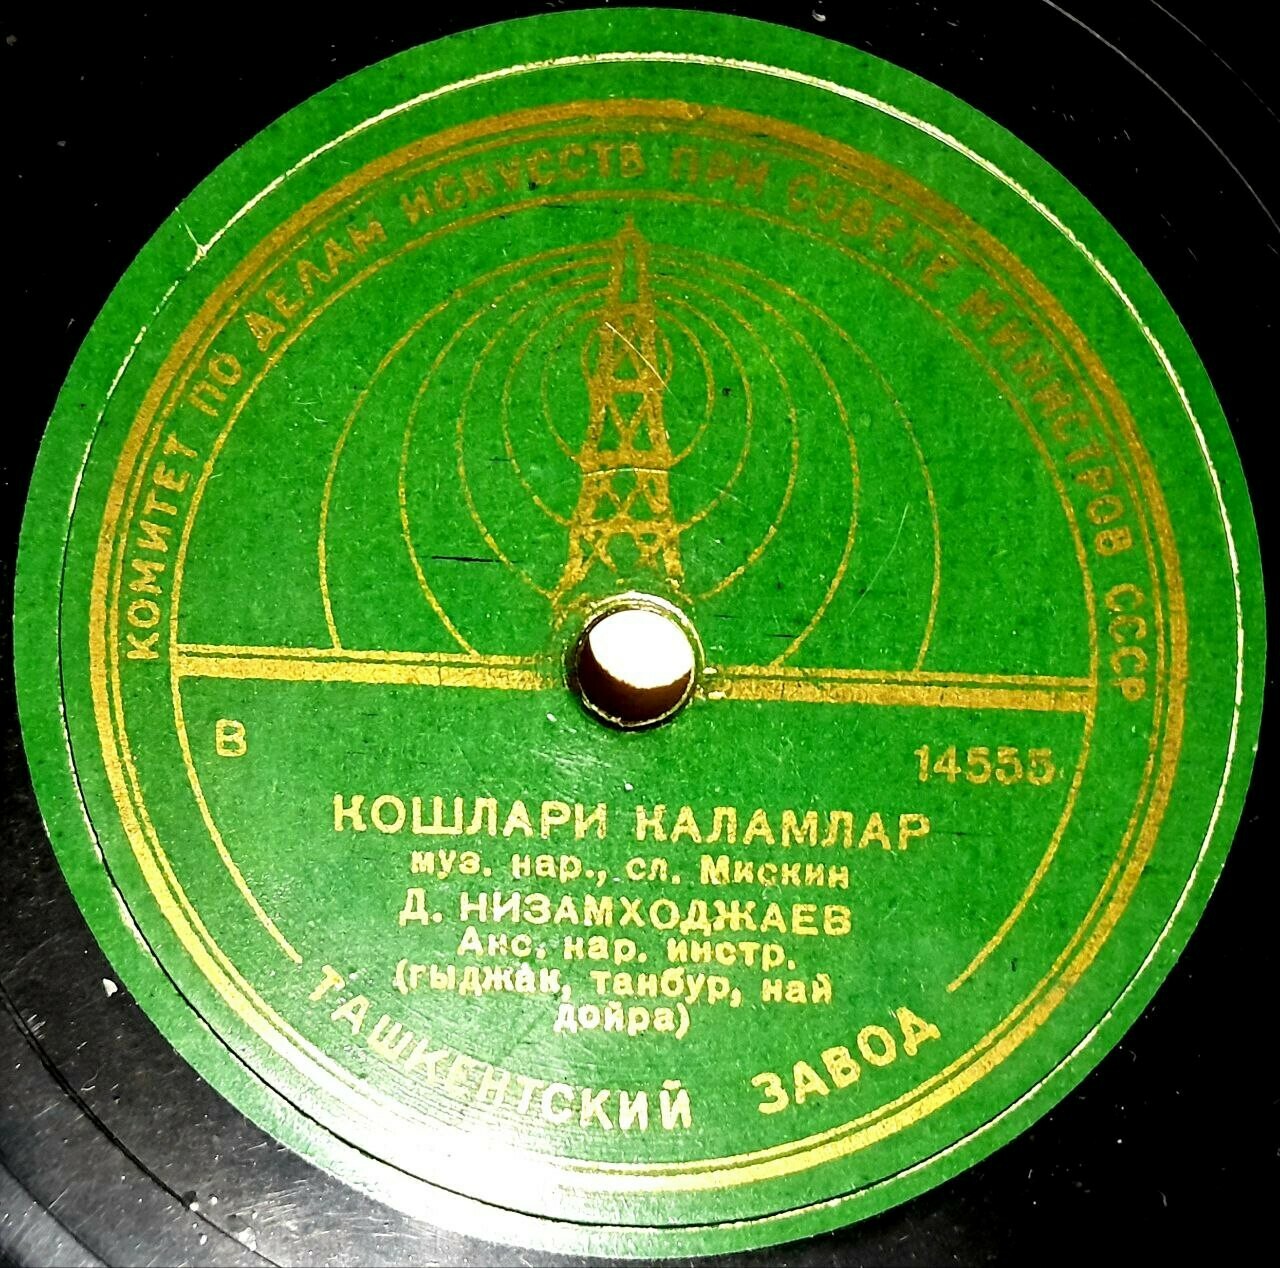 КОМИТЕТ ПО ДЕЛАМ ИСКУССТВ ПРИ СОВЕТЕ МИНИСТРОВ СССР
В 14555
КОШЛАРИ КАЛАМЛАР
муз. нар., сл. Мискин
Д. НИЗАМХОДЖАЕВ
Анс. нар. инстр.
(гыджак, танбур, най
дойра)
ТАШКЕНТСКИЙ ЗАВОД